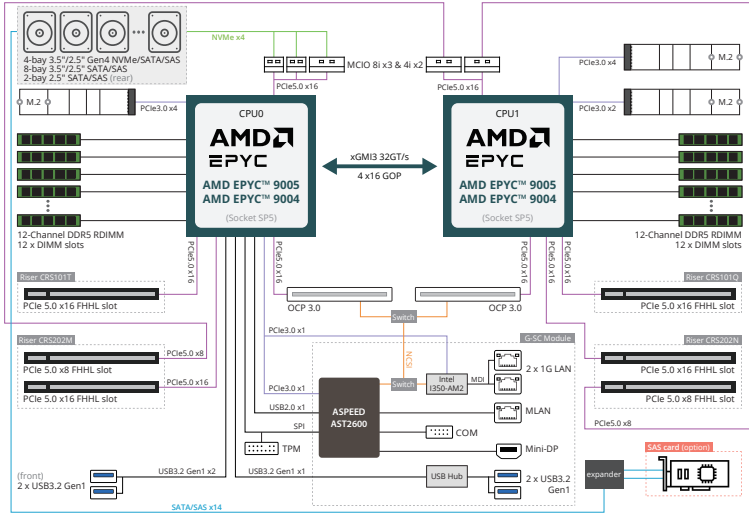 NVMe x4
4-bay 3.5"/2.5" Gen4 NVMe/SATA/SAS
8-bay 3.5"/2.5" SATA/SAS
2-bay 2.5" SATA/SAS (rear)
MCIO 8i x3 & 4i x2
PCIe5.0 x16
PCIe5.0 x16
PCIe3.0 x4
M.2
M.2
PCIe3.0 x4
PCIe3.0 x2
M.2
CPU0
AMD
EPYC
AMD EPYC™ 9005
AMD EPYC™ 9004
(Socket SP5)
xGMI3 32GT/s
4 x16 GOP
CPU1
AMD
EPYC
AMD EPYC™ 9005
AMD EPYC™ 9004
(Socket SP5)
12-Channel DDR5 RDIMM
12 x DIMM slots
12-Channel DDR5 RDIMM
12 x DIMM slots
PCIe5.0 x16
PCIe5.0 x16
PCIe5.0 x16
PCIe5.0 x16
PCIe5.0 x16
Riser CRS101T
PCIe 5.0 x16 FHHL slot
OCP 3.0
OCP 3.0
Riser CRS101Q
PCIe 5.0 x16 FHHL slot
Switch
PCIe3.0 x1
NCSI
G-SC Module
Riser CRS202M
PCIe5.0 x8
PCIe 5.0 x8 FHHL slot
PCIe5.0 x16
PCIe 5.0 x16 FHHL slot
Riser CRS202N
PCIe 5.0 x16 FHHL slot
PCIe 5.0 x8 FHHL slot
PCIe5.0 x8
PCIe3.0 x1
Switch
Intel
I350-AM2
MDI
2 x 1G LAN
USB2.0 x1
ASPEED
AST2600
MLAN
SPI
TPM
COM
Mini-DP
(front)
2 x USB3.2 Gen1
USB3.2 Gen1 x2
USB3.2 Gen1 x1
USB Hub
2 x USB3.2
Gen1
expander
SAS card (option)
SATA/SAS x14